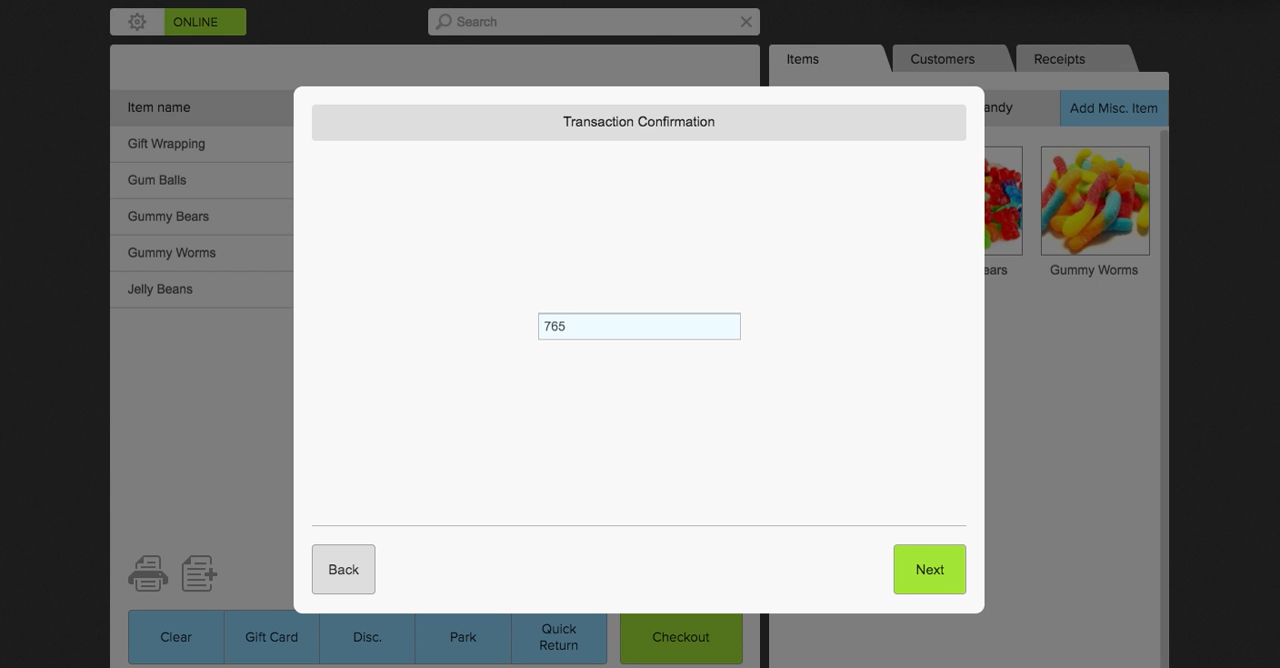 ONLINE
Search
Items
Customers
Receipts
Item name
andy
Add Misc. Item
Transaction Confirmation
Gift Wrapping
Gum Balls
Gummy Bears
Gummy Worms
Jelly Beans
ears
Gummy Worms
765
Back
Next
Clear
Gift Card
Disc.
Park
Quick
Return
Checkout